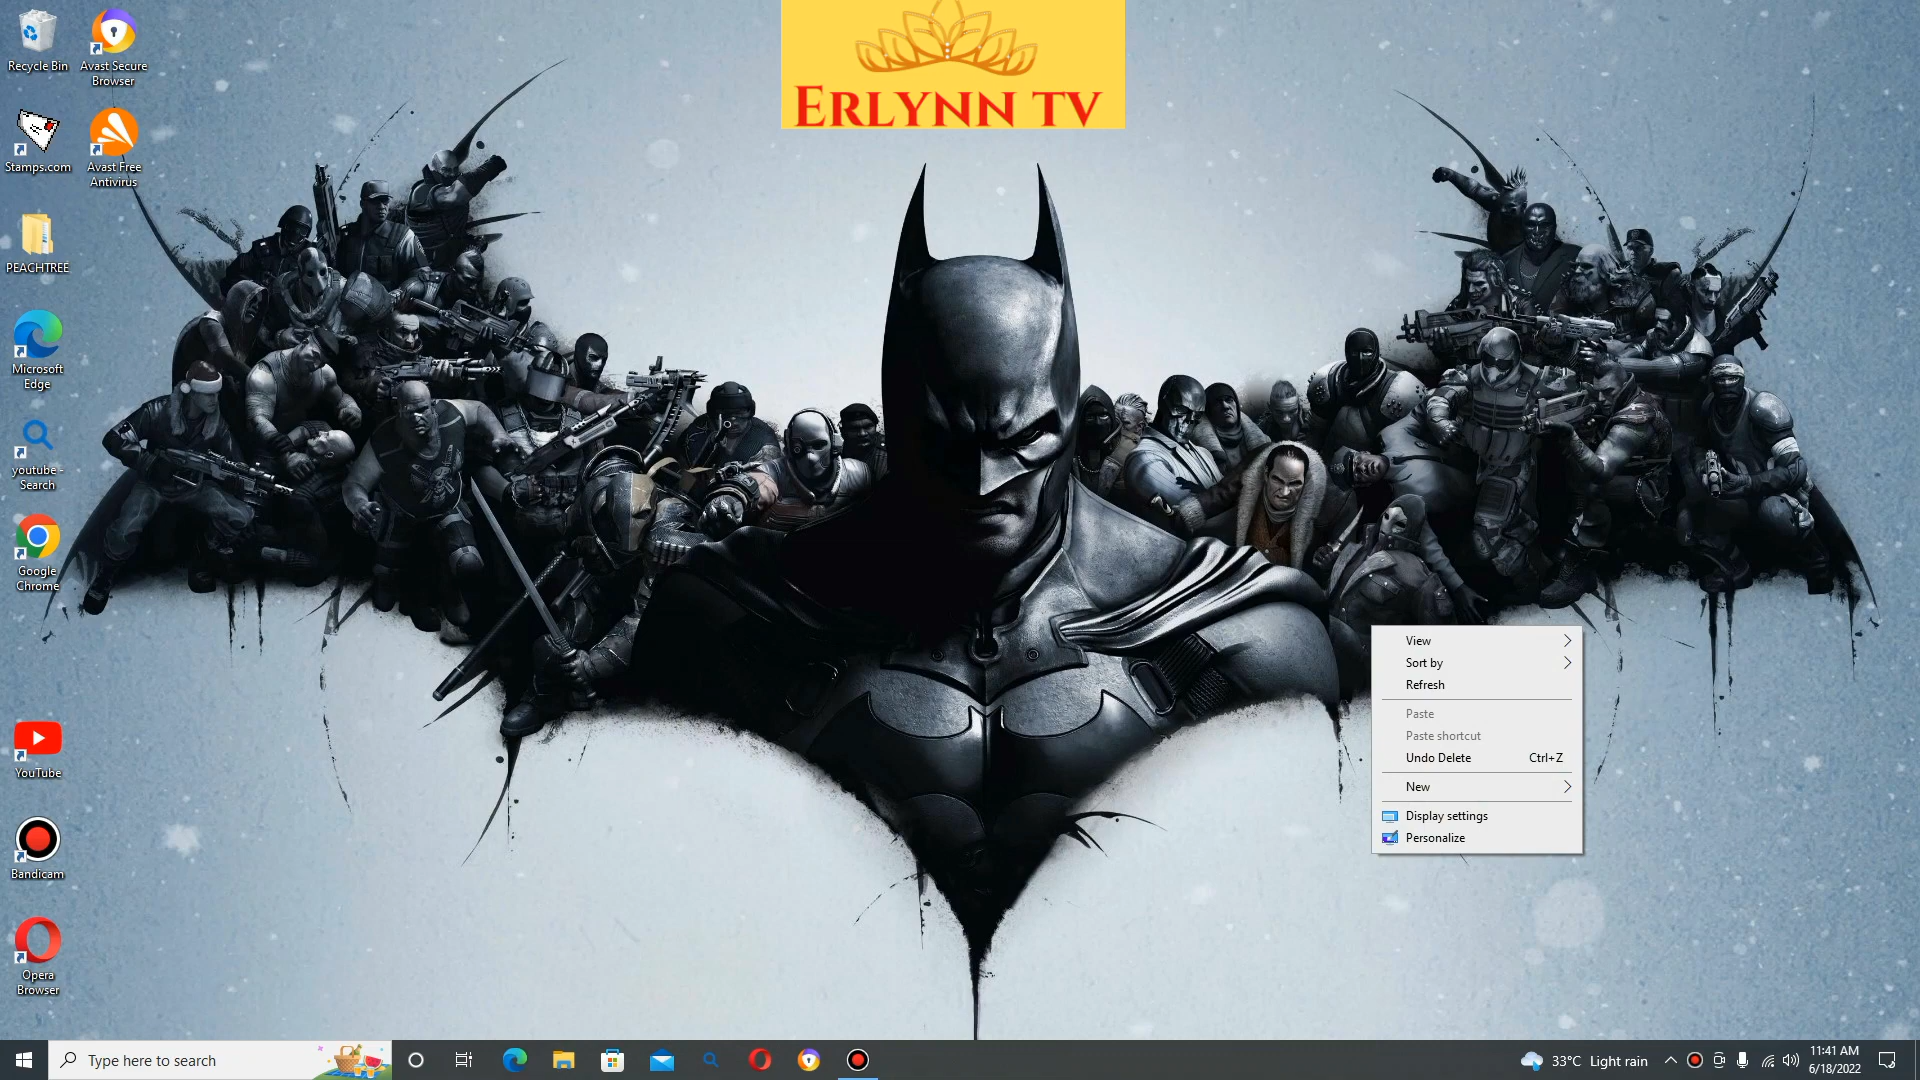 ERLYNN TV
Recycle Bin
Avast Secure
Browser
Stamps.com
Avast Free
Antivirus
PEACHTREE
Microsoft
Edge
youtube -
Search
Google
Chrome
YouTube
Bandicam
Opera
Browser
View
Sort by
Refresh
Paste
Paste shortcut
Undo Delete Ctrl+Z
New
Display settings
Personalize
Type here to search
33°C Light rain
11:41 AM
6/18/2022